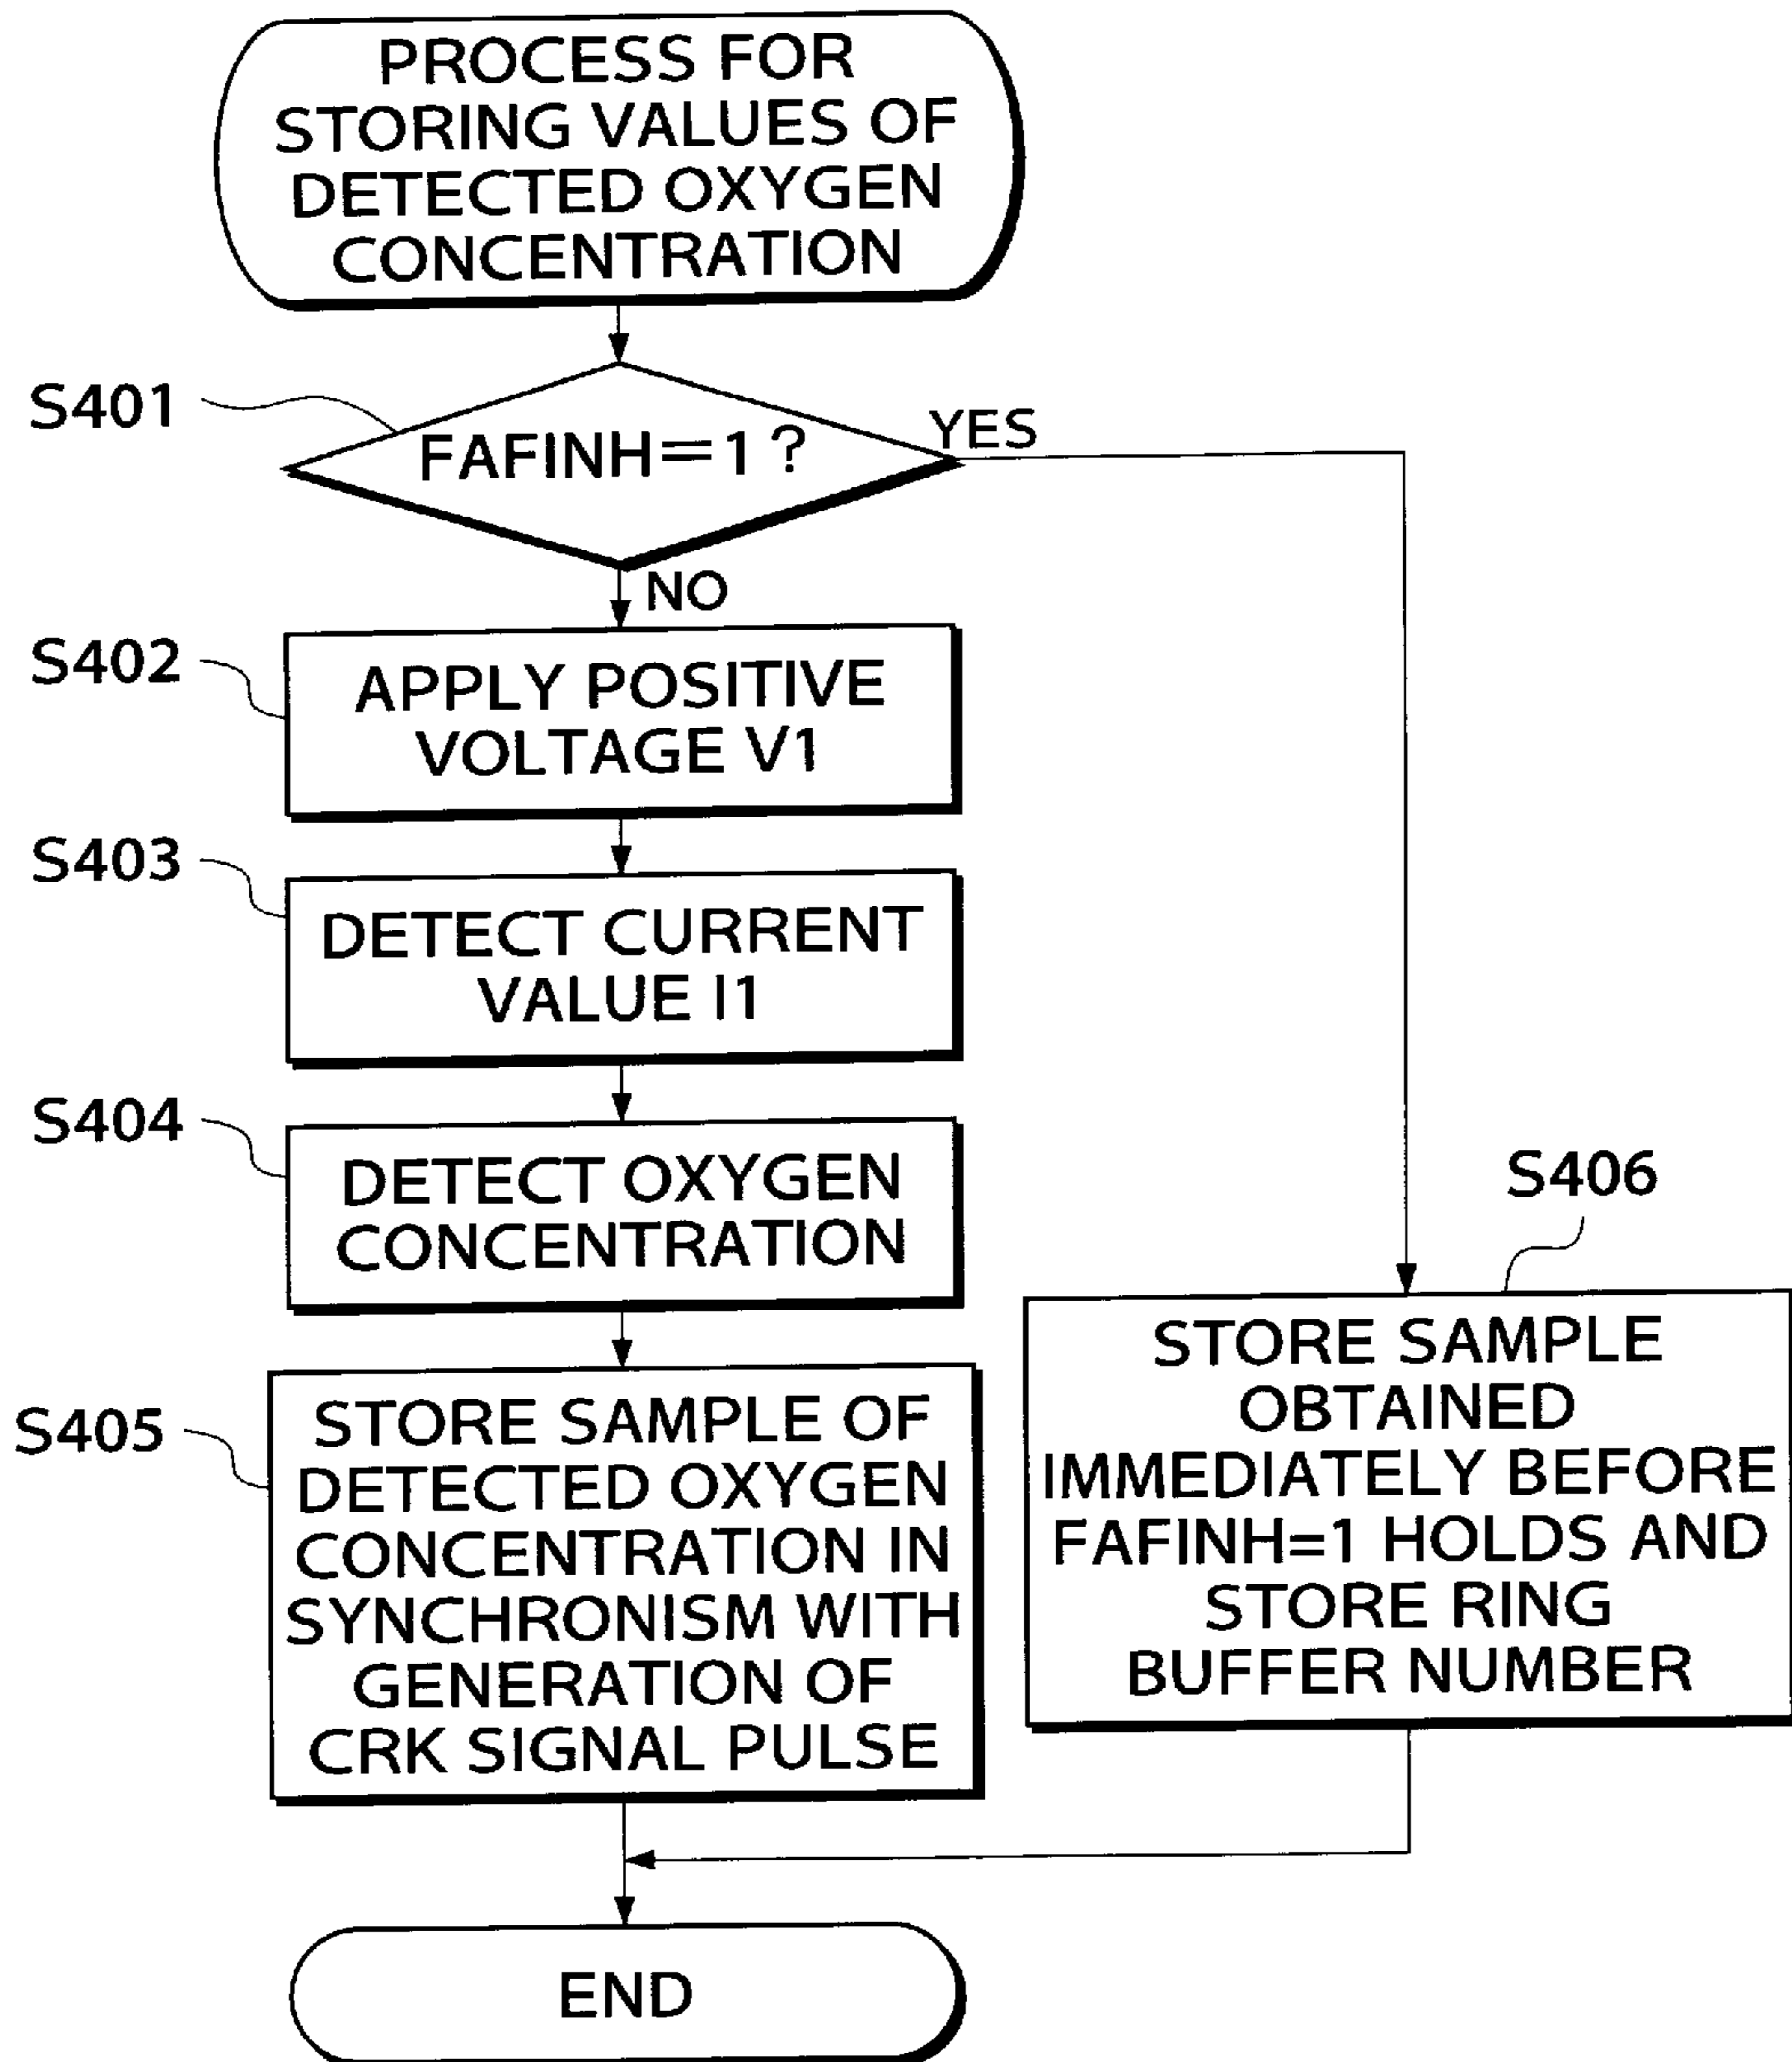 PROCESS FOR
STORING VALUES OF
DETECTED OXYGEN
CONCENTRATION
S401
FAFINH=1 ?
YES
NO
S402
APPLY POSITIVE
VOLTAGE V1
S403
DETECT CURRENT
VALUE I1
S404
DETECT OXYGEN
CONCENTRATION
S405
STORE SAMPLE OF
DETECTED OXYGEN
CONCENTRATION IN
SYNCHRONISM WITH
GENERATION OF
CRK SIGNAL PULSE
S406
STORE SAMPLE
OBTAINED
IMMEDIATELY BEFORE
FAFINH=1 HOLDS AND
STORE RING
BUFFER NUMBER
END